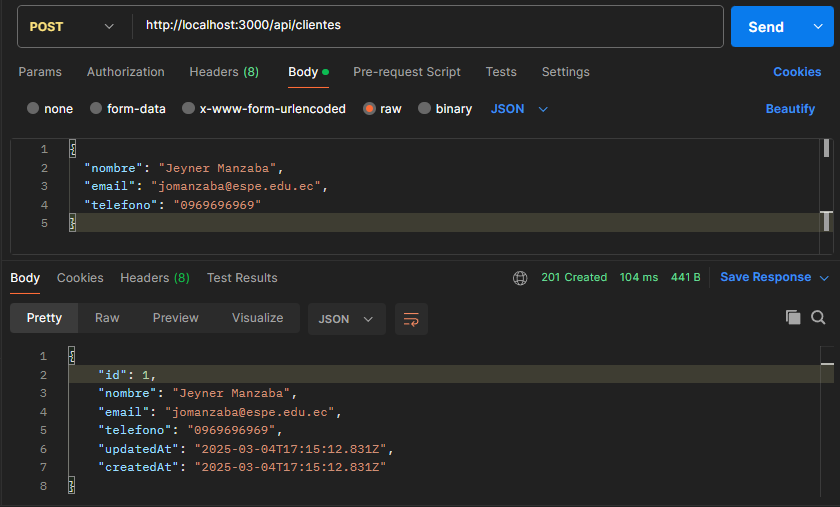 POST http://localhost:3000/api/clientes Send
Params Authorization Headers (8) Body Pre-request Script Tests Settings Cookies
none form-data x-www-form-urlencoded raw binary JSON Beautify
1 {
2 "nombre": "Jeyner Manzaba",
3 "email": "jomanzaba@espe.edu.ec",
4 "telefono": "0969696969"
5 }
Body Cookies Headers (8) Test Results 201 Created 104 ms 441 B Save Response
Pretty Raw Preview Visualize JSON
1 {
2 "id": 1,
3 "nombre": "Jeyner Manzaba",
4 "email": "jomanzaba@espe.edu.ec",
5 "telefono": "0969696969",
6 "updatedAt": "2025-03-04T17:15:12.831Z",
7 "createdAt": "2025-03-04T17:15:12.831Z"
8 }